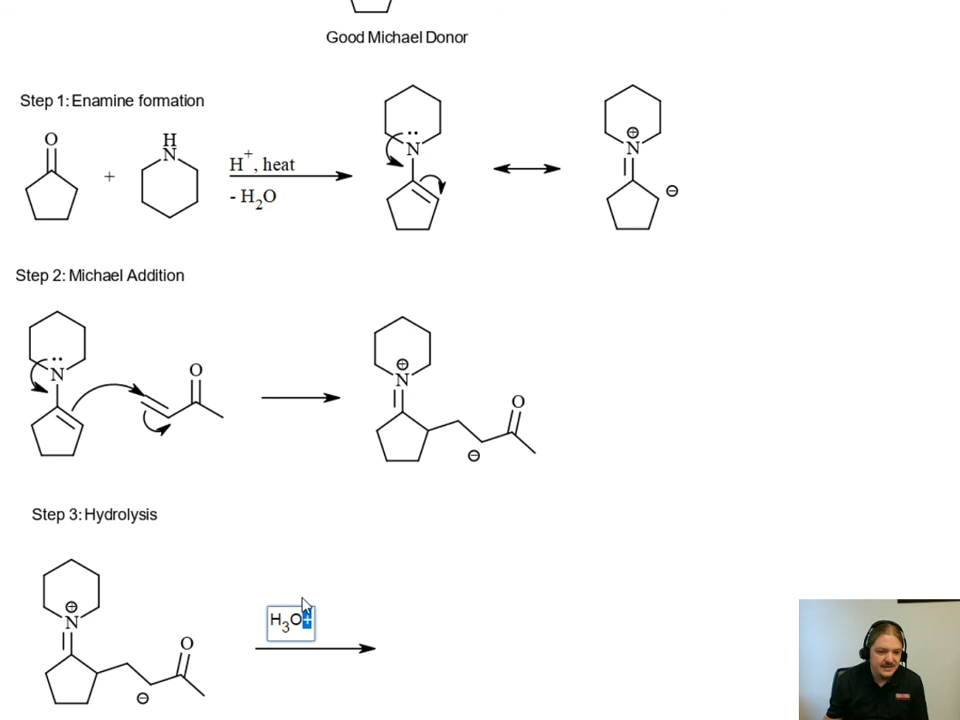 Good Michael Donor
Step 1: Enamine formation
O
+
H
N
H+, heat
- H2O
N
⊕
N
⊖
Step 2: Michael Addition
N
O
⊕
N
O
⊖
Step 3: Hydrolysis
⊕
N
O
⊖
H3O+